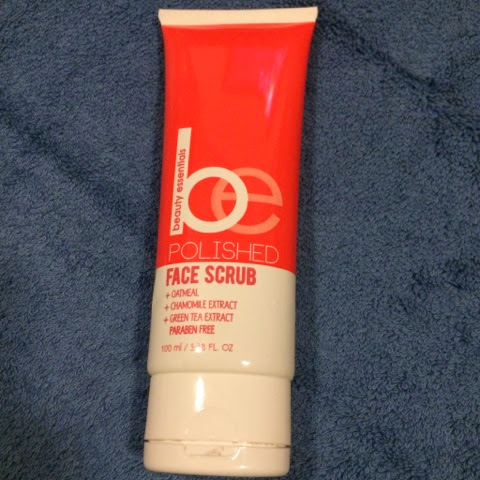 beauty essentials
be
POLISHED
FACE SCRUB
+ OATMEAL
+ CHAMOMILE EXTRACT
+ GREEN TEA EXTRACT
PARABEN FREE
100 ml / FL. OZ